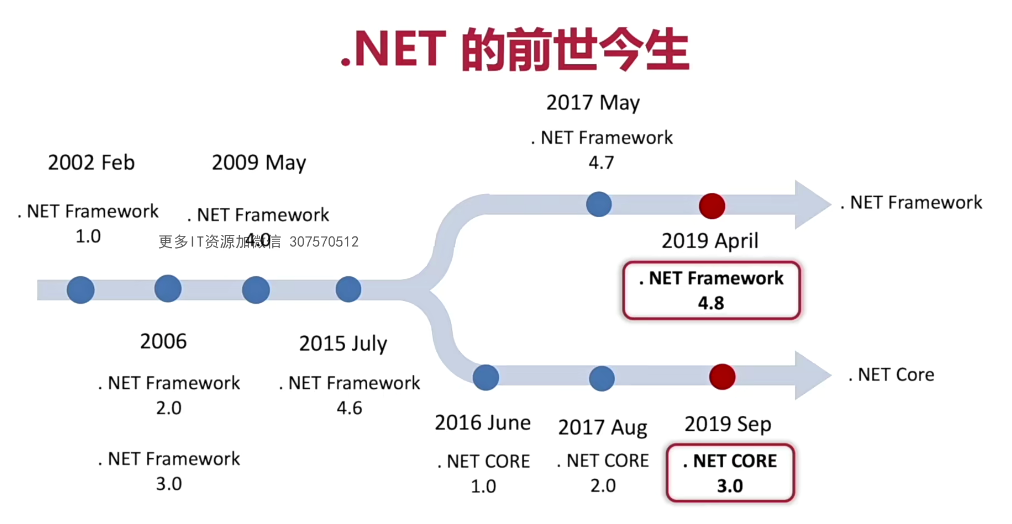 .NET 的前世今生
2017 May
. NET Framework
4.7
2002 Feb
2009 May
. NET Framework
1.0
. NET Framework
4.0
更多IT资源加微信 307570512
. NET Framework
2019 April
. NET Framework
4.8
2006
. NET Framework
2.0
. NET Framework
3.0
2015 July
. NET Framework
4.6
. NET Core
2016 June
. NET CORE
1.0
2017 Aug
. NET CORE
2.0
2019 Sep
. NET CORE
3.0